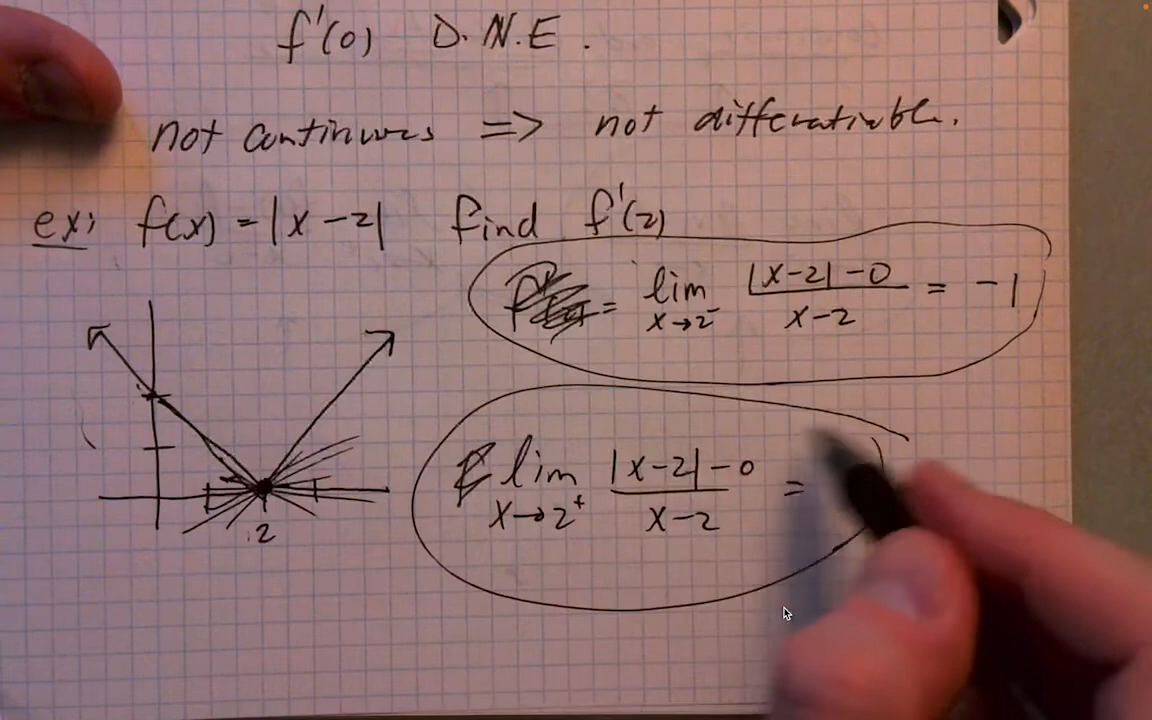 f'(0) D.N.E.
not continuous => not differentiable.
ex: f(x) = |x-2| find f'(2)
= lim x→2⁻ |x-2|-0 / x-2 = -1
lim x→2⁺ |x-2|-0 / x-2 =
2